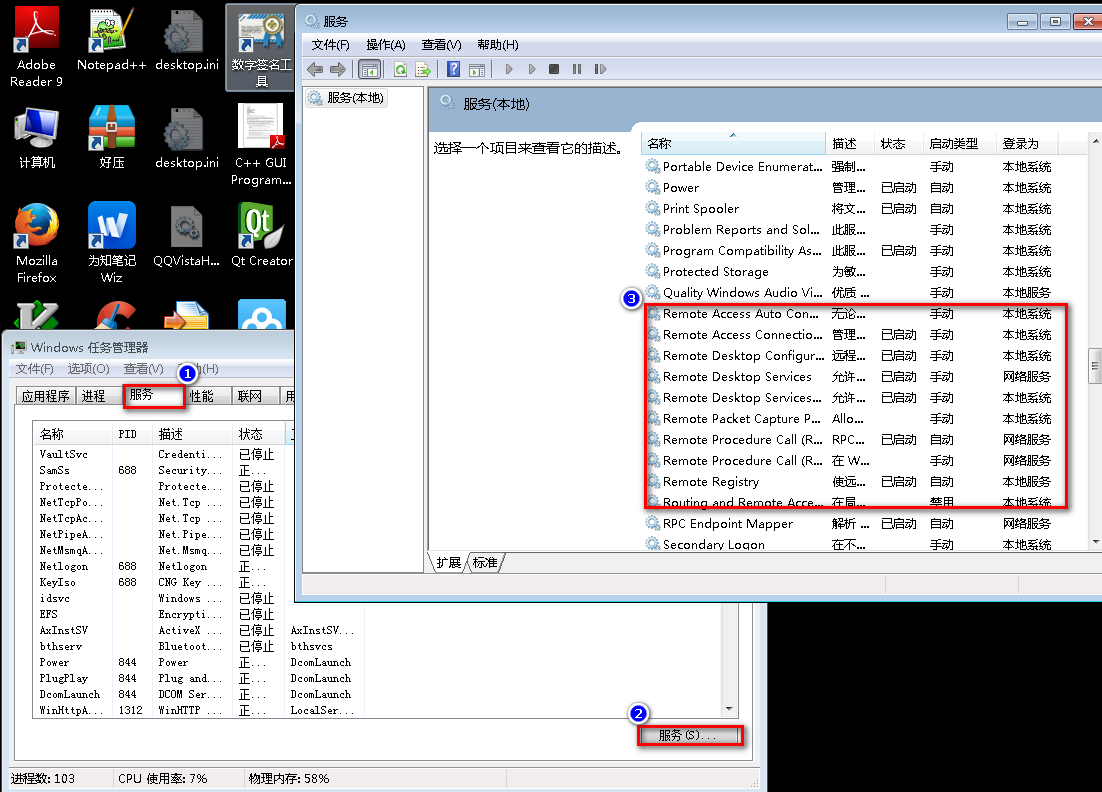 Adobe
Reader 9
Notepad++
desktop.ini
数字签名工
具
计算机
好压
desktop.ini
C++ GUI
Program...
Mozilla
Firefox
为知笔记
Wiz
QQVistaH...
Qt Creator
服务
文件(F) 操作(A) 查看(V) 帮助(H)
服务(本地)
服务(本地)
选择一个项目来查看它的描述。
名称 描述 状态 启动类型 登录为
Portable Device Enumerat... 强制... 手动 本地系统
Power 管理... 已启动 自动 本地系统
Print Spooler 将文... 已启动 自动 本地系统
Problem Reports and Sol... 此服... 手动 本地系统
Program Compatibility As... 此服... 已启动 自动 本地系统
Protected Storage 为敏... 手动 本地系统
Quality Windows Audio Vi... 优质 ... 手动 本地服务
3
Remote Access Auto Con... 无论... 手动 本地系统
Remote Access Connectio... 管理... 已启动 手动 本地系统
Remote Desktop Configur... 远程... 已启动 手动 本地系统
Remote Desktop Services 允许... 已启动 手动 网络服务
Remote Desktop Services... 允许... 已启动 手动 本地系统
Remote Packet Capture P... Allo... 手动 本地系统
Remote Procedure Call (R... RPC... 已启动 自动 网络服务
Remote Procedure Call (R... 在 W... 手动 网络服务
Remote Registry 使远... 已启动 自动 本地服务
Routing and Remote Acce... 在局... 禁用 本地系统
RPC Endpoint Mapper 解析 ... 已启动 自动 网络服务
Secondary Logon 在不... 手动 本地系统
扩展 标准
Windows 任务管理器
文件(F) 选项(O) 查看(V) (H)
1
应用程序 进程 服务 性能 联网
名称 PID 描述 状态
VaultSvc Credenti... 已停止
SamSs 688 Security... 正...
Protecte... Protecte... 已停止
NetTcpPo... Net.Tcp ... 已停止
NetTcpAc... Net.Tcp ... 已停止
NetPipeA... Net.Pipe... 已停止
NetMsmqA... Net.Msmq... 已停止
Netlogon 688 Netlogon 正...
KeyIso 688 CNG Key ... 正...
idsvc Windows ... 已停止
EFS Encrypti... 已停止
AxInstSV ActiveX ... 已停止 AxInstSV...
bthserv Bluetoot... 已停止 bthsvcs
Power 844 Power 正... DcomLaunch
PlugPlay 844 Plug and... 正... DcomLaunch
DcomLaunch 844 DCOM Ser... 正... DcomLaunch
WinHttpA... 1312 WinHTTP ... 正... LocalSer...
2
服务(S)...
进程数: 103 CPU 使用率: 7% 物理内存: 58%